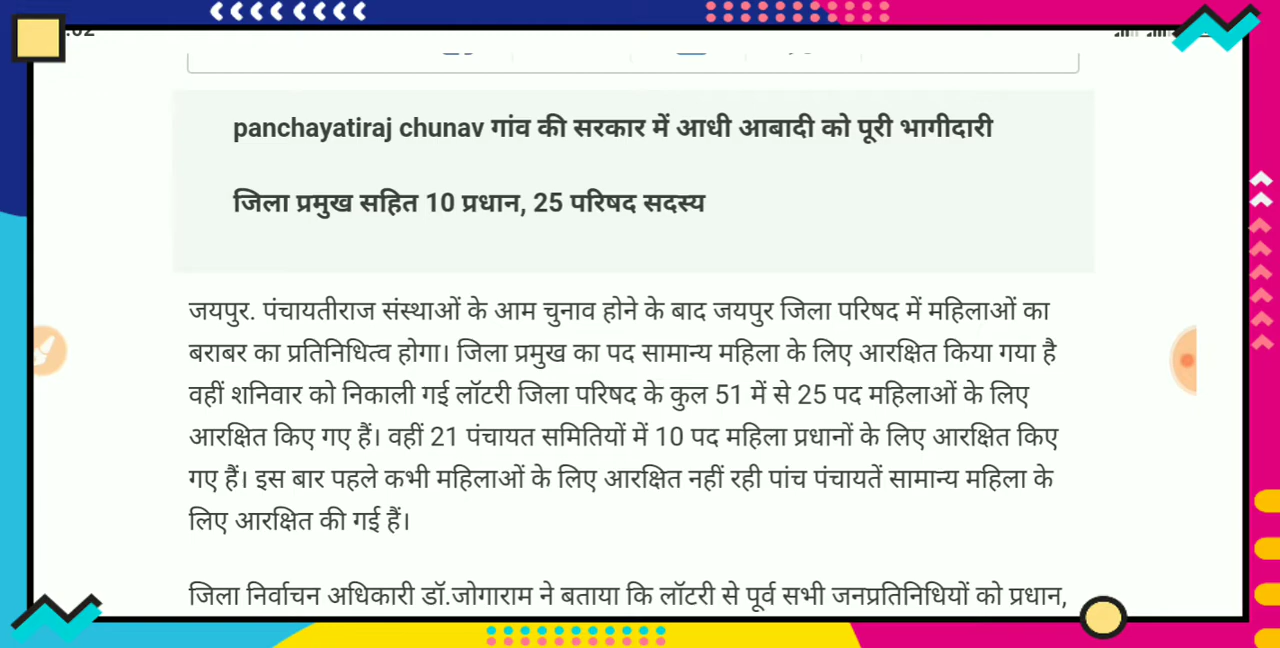 panchayatiraj chunav गांव की सरकार में आधी आबादी को पूरी भागीदारी
जिला प्रमुख सहित 10 प्रधान, 25 परिषद सदस्य
जयपुर. पंचायतीराज संस्थाओं के आम चुनाव होने के बाद जयपुर जिला परिषद में महिलाओं का
बराबर का प्रतिनिधित्व होगा। जिला प्रमुख का पद सामान्य महिला के लिए आरक्षित किया गया है
वहीं शनिवार को निकाली गई लॉटरी जिला परिषद के कुल 51 में से 25 पद महिलाओं के लिए
आरक्षित किए गए हैं। वहीं 21 पंचायत समितियों में 10 पद महिला प्रधानों के लिए आरक्षित किए
गए हैं। इस बार पहले कभी महिलाओं के लिए आरक्षित नहीं रही पांच पंचायतें सामान्य महिला के
लिए आरक्षित की गई हैं।
जिला निर्वाचन अधिकारी डॉ.जोगाराम ने बताया कि लॉटरी से पूर्व सभी जनप्रतिनिधियों को प्रधान,